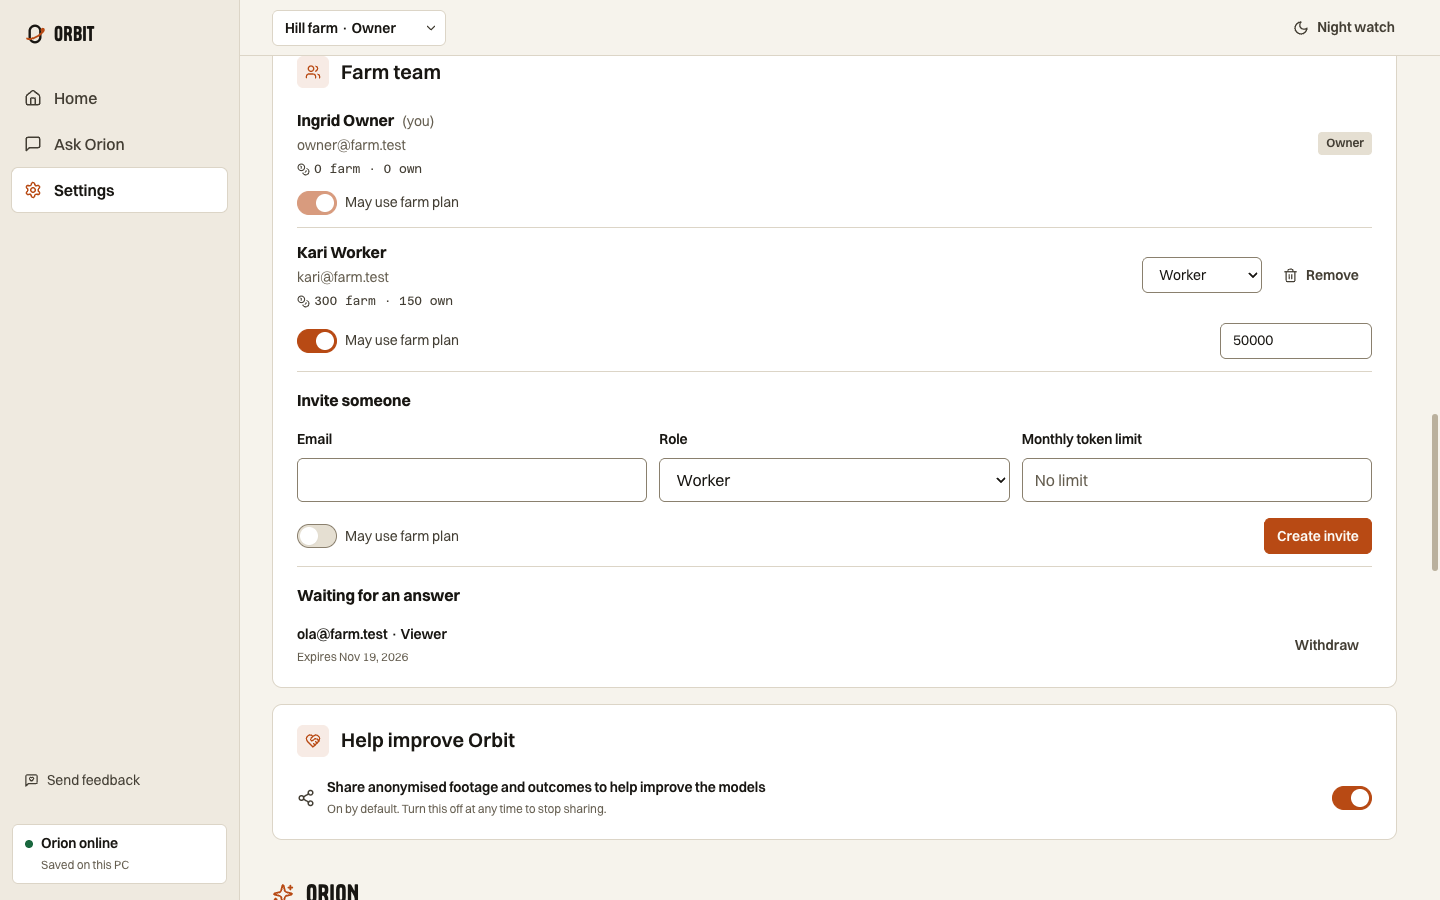 ORBIT
Hill farm · Owner
Night watch
Home
Ask Orion
Settings
Farm team
Ingrid Owner (you)
owner@farm.test
0 farm · 0 own
Owner
May use farm plan
Kari Worker
kari@farm.test
300 farm · 150 own
Worker
Remove
May use farm plan
50000
Invite someone
Email
Role
Monthly token limit
Worker
No limit
May use farm plan
Create invite
Waiting for an answer
ola@farm.test · Viewer
Expires Nov 19, 2026
Withdraw
Help improve Orbit
Share anonymised footage and outcomes to help improve the models
On by default. Turn this off at any time to stop sharing.
Send feedback
Orion online
Saved on this PC
ORION